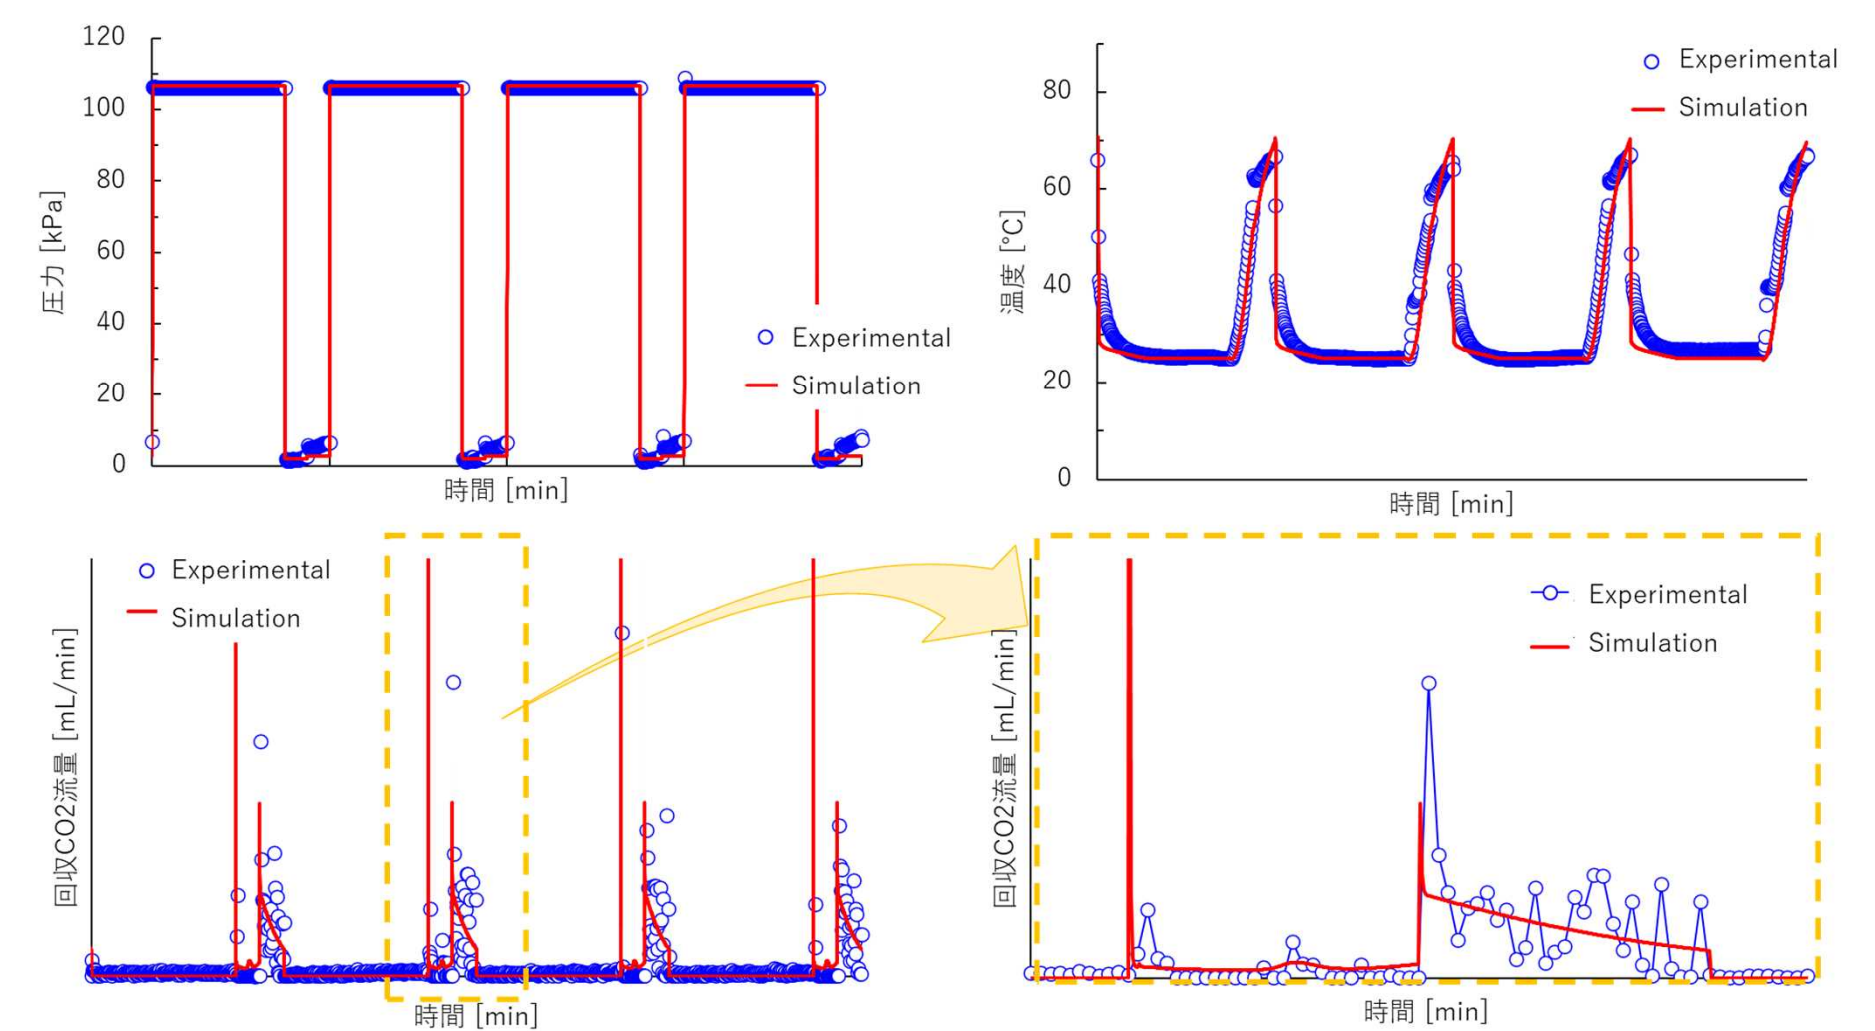 120
100
80
60
40
20
0
圧力 [kPa]
時間 [min]
Experimental
Simulation
80
60
40
20
0
温度 [℃]
時間 [min]
Experimental
Simulation
Experimental
Simulation
回収CO2流量 [mL/min]
時間 [min]
Experimental
Simulation
回収CO2流量 [mL/min]
時間 [min]